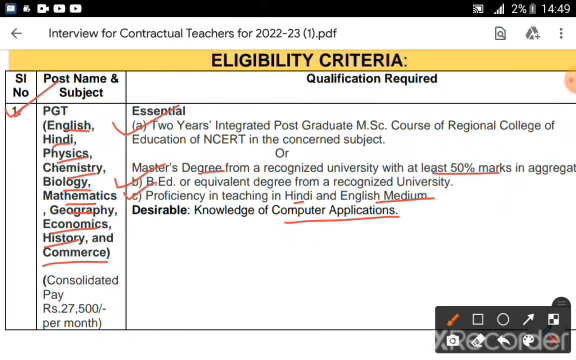 2% 14:49
Interview for Contractual Teachers for 2022-23 (1).pdf
ELIGIBILITY CRITERIA:
Sl No
Post Name & Subject
Qualification Required
1.
PGT
(English,
Hindi,
Physics,
Chemistry,
Biology,
Mathematics
, Geography,
Economics,
History, and
Commerce)
(Consolidated
Pay
Rs.27,500/-
per month)
Essential
(a) Two Years' Integrated Post Graduate M.Sc. Course of Regional College of
Education of NCERT in the concerned subject.
Or
Master's Degree from a recognized university with at least 50% marks in aggregat
b) B.Ed. or equivalent degree from a recognized University.
c) Proficiency in teaching in Hindi and English Medium
Desirable: Knowledge of Computer Applications.
XRecorder